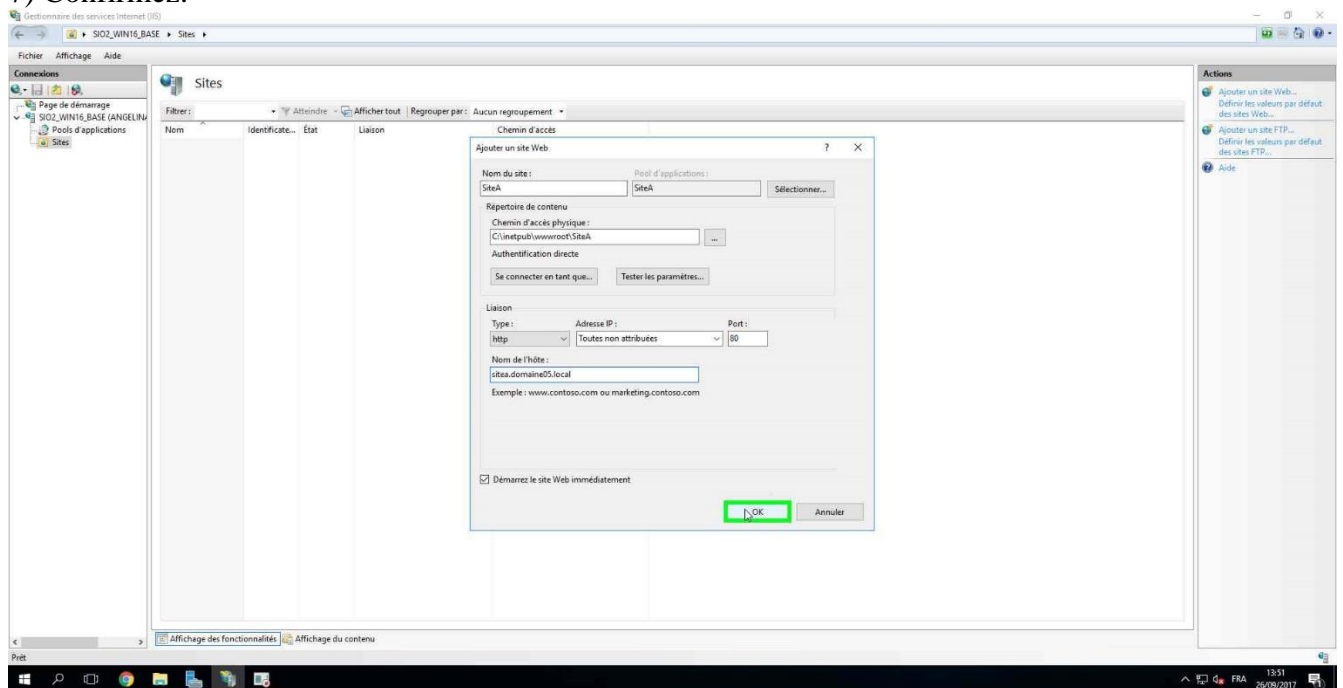 7) Confirmez.
Gestionnaire des services Internet (IIS)
SIO2_WIN16_BASE ▸ Sites ▸
Fichier Affichage Aide
Connexions
Page de démarrage
SIO2_WIN16_BASE (ANGELIN
Pools d'applications
Sites
Sites
Filtrer : Atteindre Afficher tout Regrouper par : Aucun regroupement
Nom Identificate... État Liaison Chemin d'accès
Ajouter un site Web ? X
Nom du site : Pool d'applications :
SiteA SiteA Sélectionner...
Répertoire de contenu
Chemin d'accès physique :
C:\inetpub\wwwroot\SiteA ...
Authentification directe
Se connecter en tant que... Tester les paramètres...
Liaison
Type : Adresse IP : Port :
http Toutes non attribuées 80
Nom de l'hôte :
sitea.domaine05.local
Exemple : www.contoso.com ou marketing.contoso.com
Démarrez le site Web immédiatement
OK Annuler
Actions
Ajouter un site Web...
Définir les valeurs par défaut
des sites Web...
Ajouter un site FTP...
Définir les valeurs par défaut
des sites FTP...
Aide
Affichage des fonctionnalités Affichage du contenu
Prêt
FRA 13:51
26/09/2017